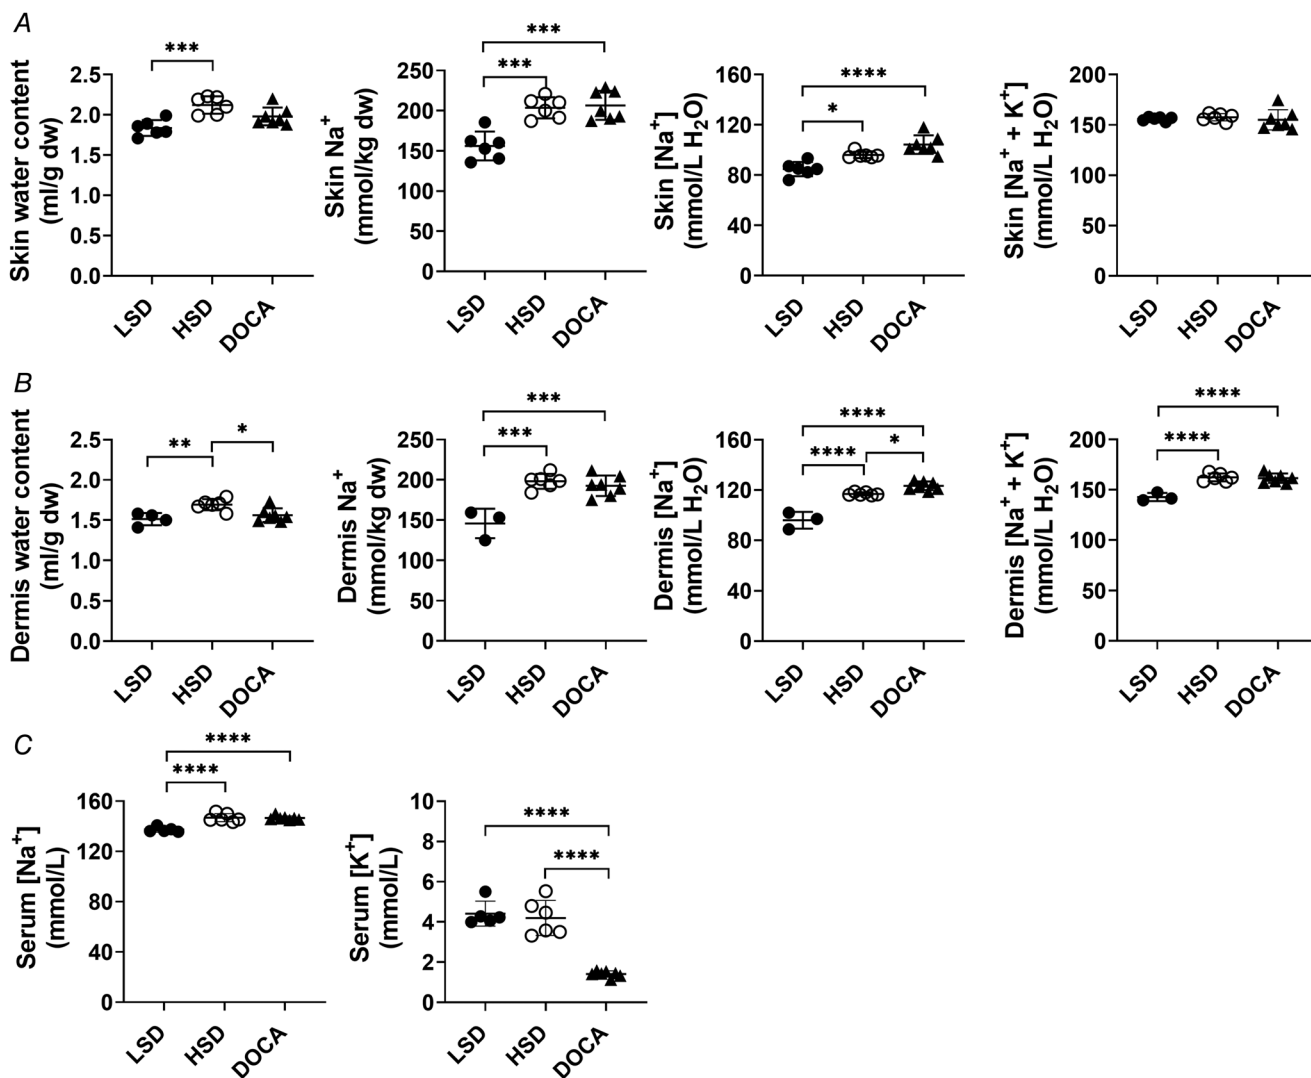 A
Skin water content
(ml/g dw)
2.5
2.0
1.5
1.0
0.5
0.0
***
LSD
HSD
DOCA
Skin Na+
(mmol/kg dw)
250
200
150
100
50
0
***
***
LSD
HSD
DOCA
Skin [Na+]
(mmol/L H2O)
160
120
80
40
0
****
*
LSD
HSD
DOCA
Skin [Na+ + K+]
(mmol/L H2O)
200
150
100
50
0
LSD
HSD
DOCA
B
Dermis water content
(ml/g dw)
2.5
2.0
1.5
1.0
0.5
0.0
**
*
LSD
HSD
DOCA
Dermis Na+
(mmol/kg dw)
250
200
150
100
50
0
***
***
LSD
HSD
DOCA
Dermis [Na+]
(mmol/L H2O)
160
120
80
40
0
****
****
*
LSD
HSD
DOCA
Dermis [Na+ + K+]
(mmol/L H2O)
200
150
100
50
0
****
****
LSD
HSD
DOCA
C
Serum [Na+]
(mmol/L)
160
120
80
40
0
****
****
LSD
HSD
DOCA
Serum [K+]
(mmol/L)
10
8
6
4
2
0
****
****
LSD
HSD
DOCA